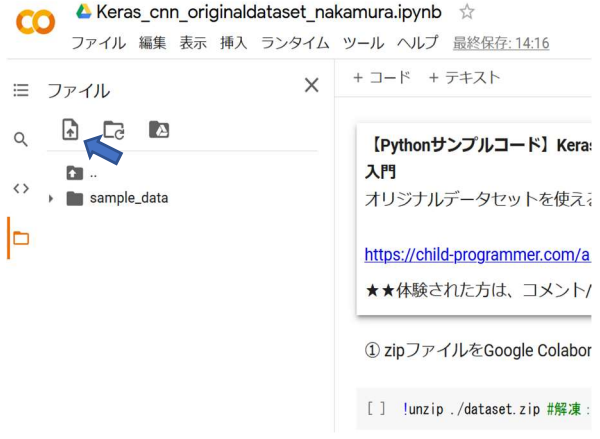 Keras_cnn_originaldataset_nakamura.ipynb
ファイル 編集 表示 挿入 ランタイム ツール ヘルプ 最終保存: 14:16
ファイル
+ コード + テキスト
..
sample_data
【Pythonサンプルコード】Keras
入門
オリジナルデータセットを使え
https://child-programmer.com/a
★★体験された方は、コメント/
① zipファイルをGoogle Colabor
[ ] !unzip ./dataset.zip #解凍: